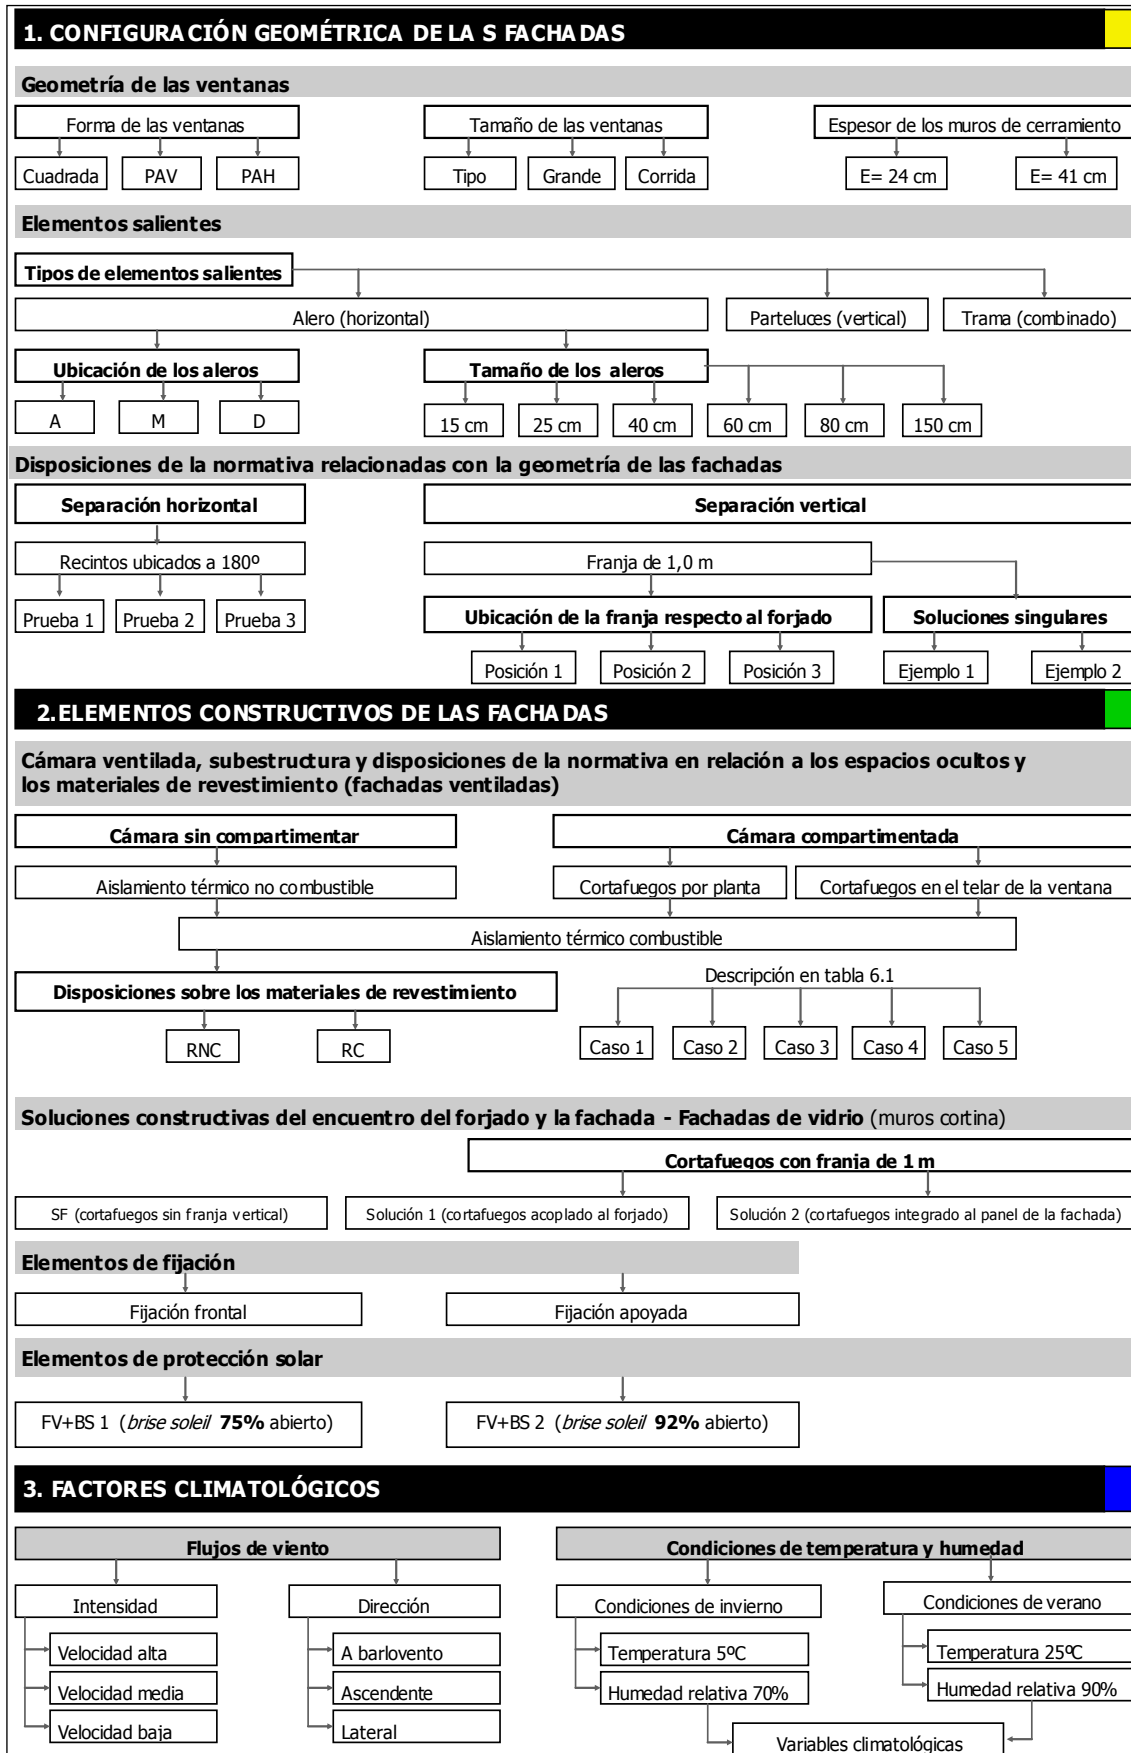 1. CONFIGURACIÓN GEOMÉTRICA DE LA S FACHADAS
Geometría de las ventanas
Forma de las ventanas
Tamaño de las ventanas
Espesor de los muros de cerramiento
Cuadrada
PAV
PAH
Tipo
Grande
Corrida
E= 24 cm
E= 41 cm
Elementos salientes
Tipos de elementos salientes
Alero (horizontal)
Parteluces (vertical)
Trama (combinado)
Ubicación de los aleros
Tamaño de los aleros
A
M
D
15 cm
25 cm
40 cm
60 cm
80 cm
150 cm
Disposiciones de la normativa relacionadas con la geometría de las fachadas
Separación horizontal
Separación vertical
Recintos ubicados a 180º
Franja de 1,0 m
Prueba 1
Prueba 2
Prueba 3
Ubicación de la franja respecto al forjado
Soluciones singulares
Posición 1
Posición 2
Posición 3
Ejemplo 1
Ejemplo 2
2.ELEMENTOS CONSTRUCTIVOS DE LAS FACHADAS
Cámara ventilada, subestructura y disposiciones de la normativa en relación a los espacios ocultos y
los materiales de revestimiento (fachadas ventiladas)
Cámara sin compartimentar
Cámara compartimentada
Aislamiento térmico no combustible
Cortafuegos por planta
Cortafuegos en el telar de la ventana
Aislamiento térmico combustible
Disposiciones sobre los materiales de revestimiento
Descripción en tabla 6.1
RNC
RC
Caso 1
Caso 2
Caso 3
Caso 4
Caso 5
Soluciones constructivas del encuentro del forjado y la fachada - Fachadas de vidrio (muros cortina)
Cortafuegos con franja de 1 m
SF (cortafuegos sin franja vertical)
Solución 1 (cortafuegos acoplado al forjado)
Solución 2 (cortafuegos integrado al panel de la fachada)
Elementos de fijación
Fijación frontal
Fijación apoyada
Elementos de protección solar
FV+BS 1 (brise soleil 75% abierto)
FV+BS 2 (brise soleil 92% abierto)
3. FACTORES CLIMATOLÓGICOS
Flujos de viento
Condiciones de temperatura y humedad
Intensidad
Dirección
Condiciones de invierno
Condiciones de verano
Velocidad alta
A barlovento
Temperatura 5ºC
Temperatura 25ºC
Velocidad media
Ascendente
Humedad relativa 70%
Humedad relativa 90%
Velocidad baja
Lateral
Variables climatológicas